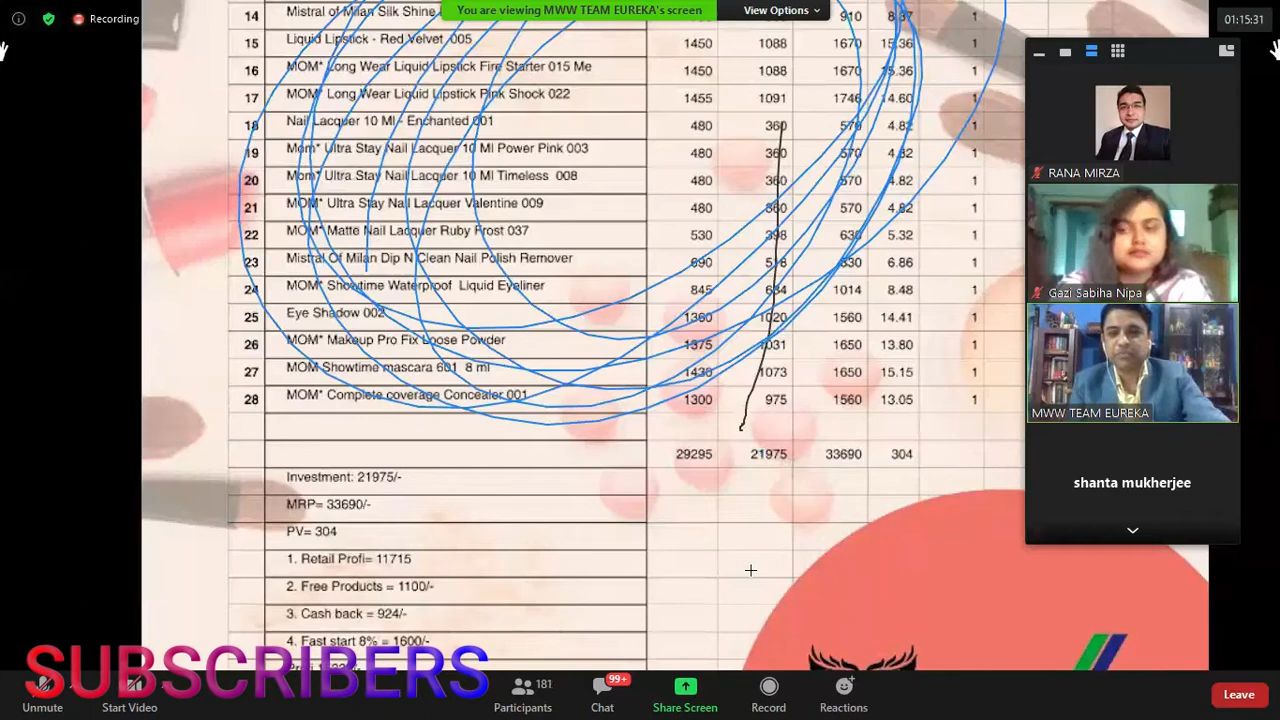 Recording
You are viewing MWW TEAM EUREKA's screen
View Options
01:15:31
14 Mistral of Milan Silk Shine 910 8.37 1
15 Liquid Lipstick - Red Velvet 005 1450 1088 1670 15.36 1
16 MOM* Long Wear Liquid Lipstick Fire Starter 015 Me 1450 1088 1670 15.36 1
17 MOM* Long Wear Liquid Lipstick Pink Shock 022 1455 1091 1746 14.60 1
18 Nail Lacquer 10 Ml - Enchanted 001 480 360 570 4.82 1
19 Mom* Ultra Stay Nail Lacquer 10 Ml Power Pink 003 480 360 570 4.82 1
20 Mom* Ultra Stay Nail Lacquer 10 Ml Timeless 008 480 360 570 4.82 1
21 MOM* Ultra Stay Nail Lacquer Valentine 009 480 360 570 4.82 1
22 MOM* Matte Nail Lacquer Ruby Frost 037 530 398 630 5.32 1
23 Mistral Of Milan Dip N Clean Nail Polish Remover 690 518 830 6.86 1
24 MOM* Showtime Waterproof Liquid Eyeliner 845 634 1014 8.48 1
25 Eye Shadow 002 1360 1020 1560 14.41 1
26 MOM* Makeup Pro Fix Loose Powder 1375 1031 1650 13.80 1
27 MOM Showtime mascara 601 8 ml 1430 1073 1650 15.15 1
28 MOM* Complete coverage Concealer 001 1300 975 1560 13.05 1
29295 21975 33690 304
Investment: 21975/-
MRP= 33690/-
PV= 304
1. Retail Profi= 11715
2. Free Products = 1100/-
3. Cash back = 924/-
4. Fast start 8% = 1600/-
RANA MIRZA
Gazi Sabiha Nipa
MWW TEAM EUREKA
shanta mukherjee
SUBSCRIBERS
Unmute
Start Video
181
Participants
99+
Chat
Share Screen
Record
Reactions
Leave